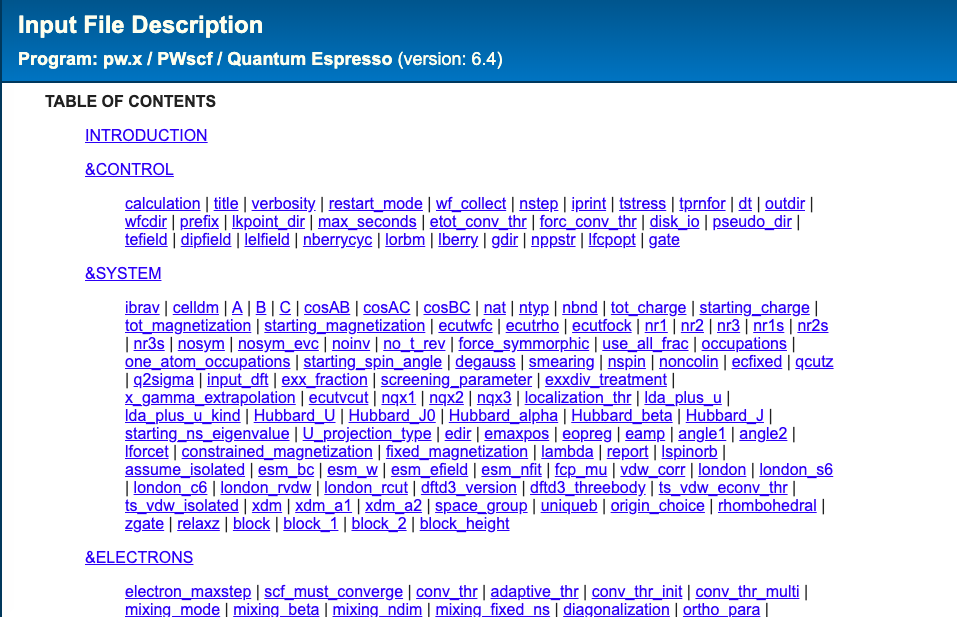 Input File Description
Program: pw.x / PWscf / Quantum Espresso (version: 6.4)
TABLE OF CONTENTS
INTRODUCTION
&CONTROL
calculation | title | verbosity | restart_mode | wf_collect | nstep | iprint | tstress | tprnfor | dt | outdir |
wfcdir | prefix | lkpoint_dir | max_seconds | etot_conv_thr | forc_conv_thr | disk_io | pseudo_dir |
tefield | dipfield | lelfield | nberrycyc | lorbm | lberry | gdir | nppstr | lfcpopt | gate
&SYSTEM
ibrav | celldm | A | B | C | cosAB | cosAC | cosBC | nat | ntyp | nbnd | tot_charge | starting_charge |
tot_magnetization | starting_magnetization | ecutwfc | ecutrho | ecutfock | nr1 | nr2 | nr3 | nr1s | nr2s
| nr3s | nosym | nosym_evc | noinv | no_t_rev | force_symmorphic | use_all_frac | occupations |
one_atom_occupations | starting_spin_angle | degauss | smearing | nspin | noncolin | ecfixed | qcutz
| q2sigma | input_dft | exx_fraction | screening_parameter | exxdiv_treatment |
x_gamma_extrapolation | ecutvcut | nqx1 | nqx2 | nqx3 | localization_thr | lda_plus_u |
lda_plus_u_kind | Hubbard_U | Hubbard_J0 | Hubbard_alpha | Hubbard_beta | Hubbard_J |
starting_ns_eigenvalue | U_projection_type | edir | emaxpos | eopreg | eamp | angle1 | angle2 |
lforcet | constrained_magnetization | fixed_magnetization | lambda | report | lspinorb |
assume_isolated | esm_bc | esm_w | esm_efield | esm_nfit | fcp_mu | vdw_corr | london | london_s6
| london_c6 | london_rvdw | london_rcut | dftd3_version | dftd3_threebody | ts_vdw_econv_thr |
ts_vdw_isolated | xdm | xdm_a1 | xdm_a2 | space_group | uniqueb | origin_choice | rhombohedral |
zgate | relaxz | block | block_1 | block_2 | block_height
&ELECTRONS
electron_maxstep | scf_must_converge | conv_thr | adaptive_thr | conv_thr_init | conv_thr_multi |
mixing_mode | mixing_beta | mixing_ndim | mixing_fixed_ns | diagonalization | ortho_para |